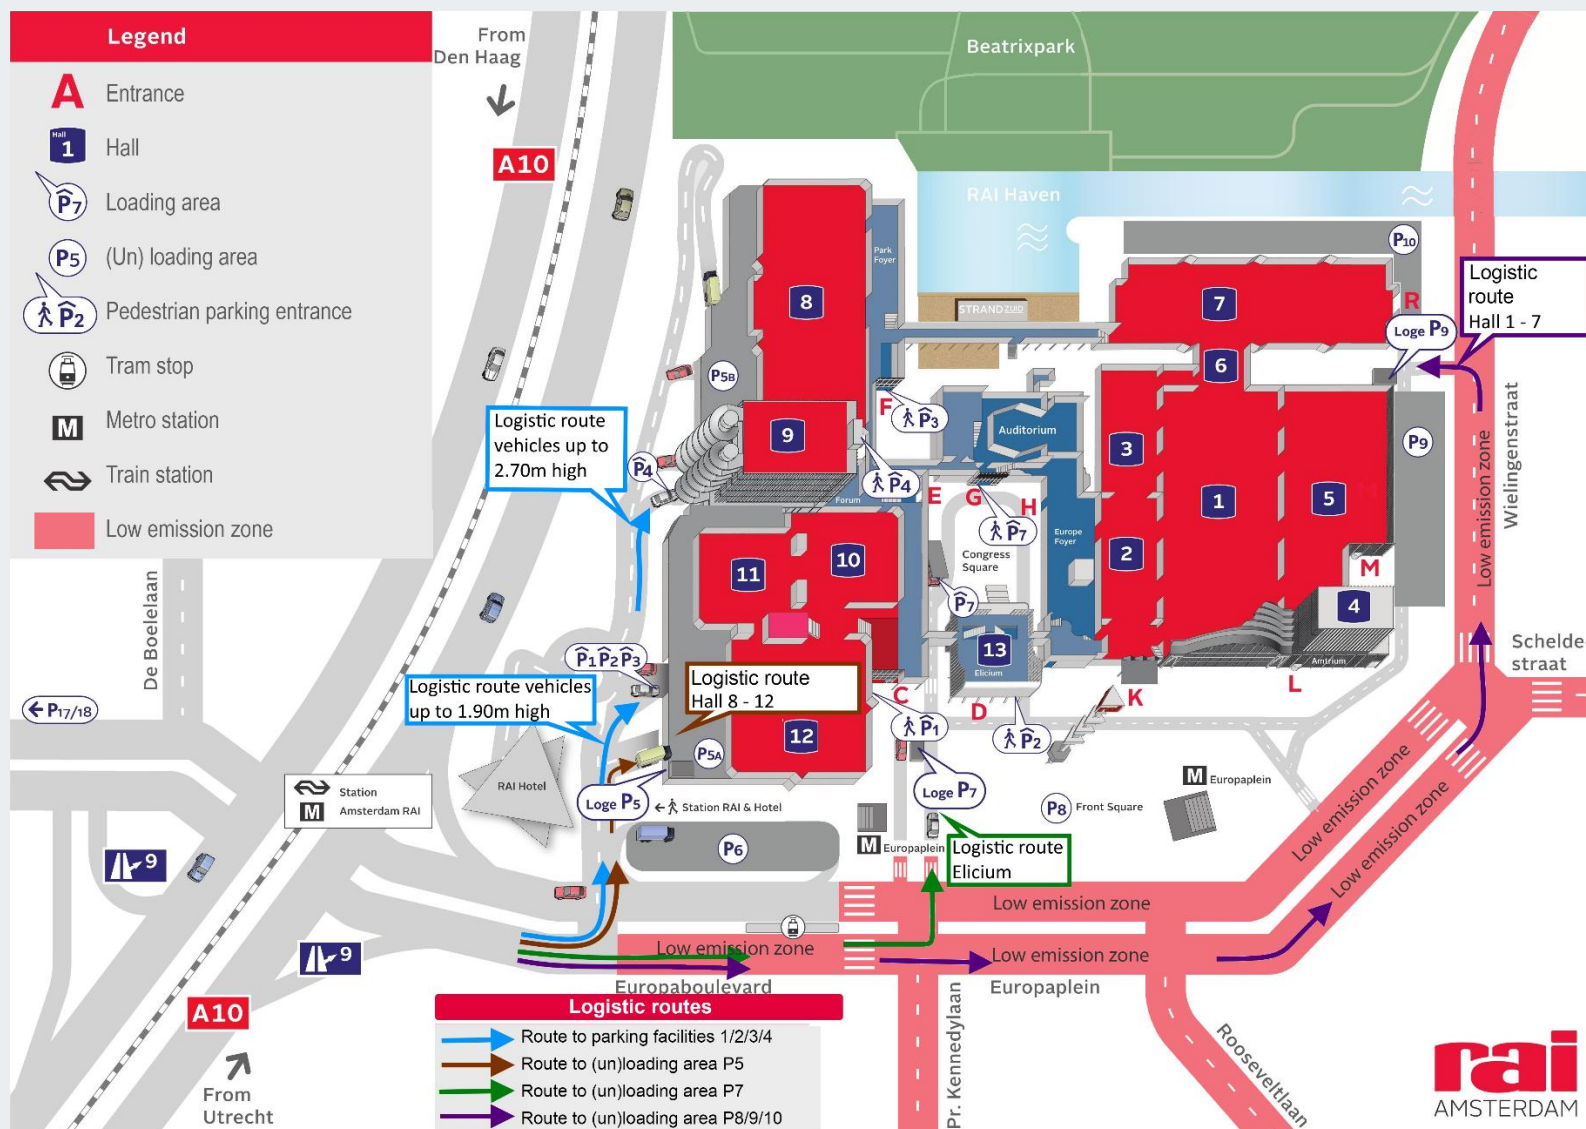 Legend
A Entrance
Hall
1
Hall
P7 Loading area
P5 (Un) loading area
P2 Pedestrian parking entrance
Tram stop
M Metro station
Train station
Low emission zone
From
Den Haag
A10
Beatrixpark
RAI Haven
STRANDZUID
Park
Foyer
8
7
6
P10
R
Logistic
route
Hall 1 - 7
Loge P9
P5B
F
P3
9
P4
P4
Logistic route
vehicles up to
2.70m high
Auditorium
3
1
5
P9
M
Wielingenstraat
Low emission zone
Forum
E
G
H
P7
Europe
Foyer
Congress
Square
2
11
10
P7
M
4
13
Elicium
Amtrium
Schelde-
straat
De Boelelaan
P17/18
P1 P2 P3
Logistic route vehicles
up to 1.90m high
Logistic route
Hall 8 - 12
C
D
K
L
P1
P2
12
P5A
RAI Hotel
Loge P5
Loge P7
Station
M Amsterdam RAI
Station RAI & Hotel
P6
M Europaplein
P8 Front Square
M Europaplein
Logistic route
Elicium
9
9
A10
From
Utrecht
Low emission zone
Low emission zone
Low emission zone
Low emission zone
Low emission zone
Europaboulevard
Europaplein
Pr. Kennedylaan
Rooseveltlaan
Logistic routes
Route to parking facilities 1/2/3/4
Route to (un)loading area P5
Route to (un)loading area P7
Route to (un)loading area P8/9/10
rai
AMSTERDAM